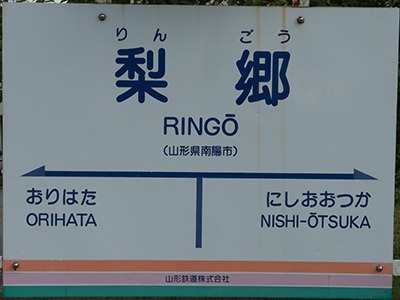 りんごう
梨郷
RINGŌ
(山形県南陽市)
おりはた にしおおつか
ORIHATA NISHI-ŌTSUKA
山形鉄道株式会社